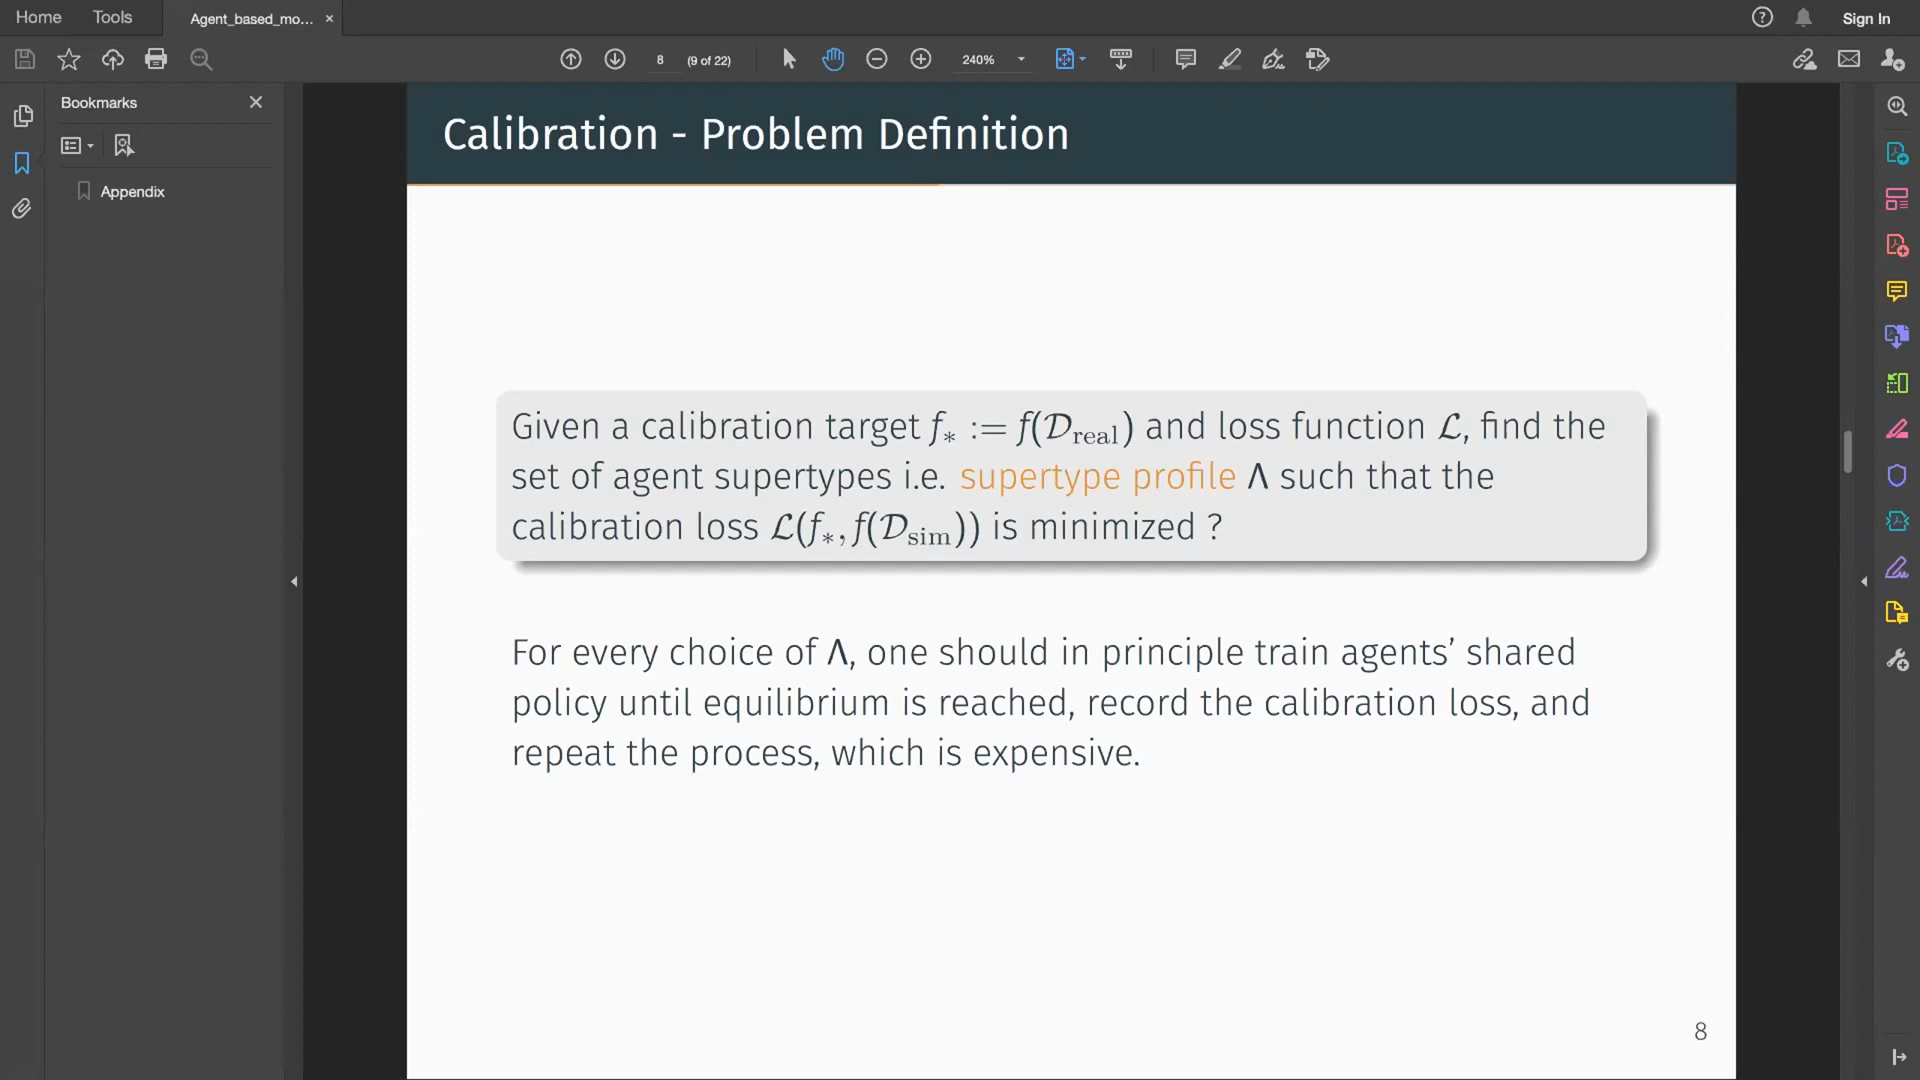 Home Tools Agent_based_mo... × Sign In
8 (9 of 22) 240%
Bookmarks
Appendix
Calibration - Problem Definition
Given a calibration target f∗ := f(𝒟real) and loss function ℒ, find the
set of agent supertypes i.e. supertype profile Λ such that the
calibration loss ℒ(f∗, f(𝒟sim)) is minimized ?
For every choice of Λ, one should in principle train agents’ shared
policy until equilibrium is reached, record the calibration loss, and
repeat the process, which is expensive.
8